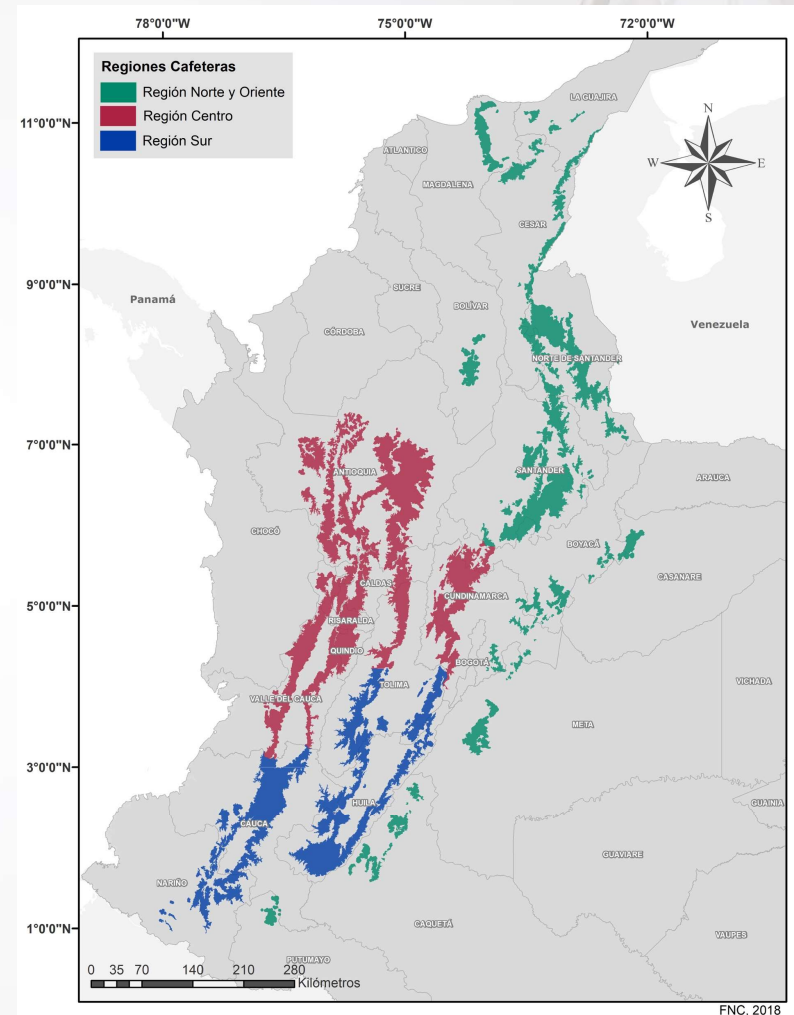 78°0'0"W
75°0'0"W
72°0'0"W
Regiones Cafeteras
Región Norte y Oriente
Región Centro
Región Sur
LA GUAJIRA
N
W
E
S
11°0'0"N
ATLANTICO
MAGDALENA
CESAR
9°0'0"N
SUCRE
Panamá
BOLÍVAR
Venezuela
CÓRDOBA
NORTE DE SANTANDER
7°0'0"N
ANTIOQUIA
SANTANDER
ARAUCA
CHOCÓ
BOYACÁ
CASANARE
CALDAS
CUNDINAMARCA
5°0'0"N
RISARALDA
QUINDÍO
BOGOTÁ
TOLIMA
VICHADA
VALLE DEL CAUCA
META
3°0'0"N
HUILA
GUAINIA
CAUCA
GUAVIARE
NARIÑO
1°0'0"N
CAQUETÁ
VAUPES
PUTUMAYO
0 35 70 140 210 280
Kilómetros
FNC, 2018